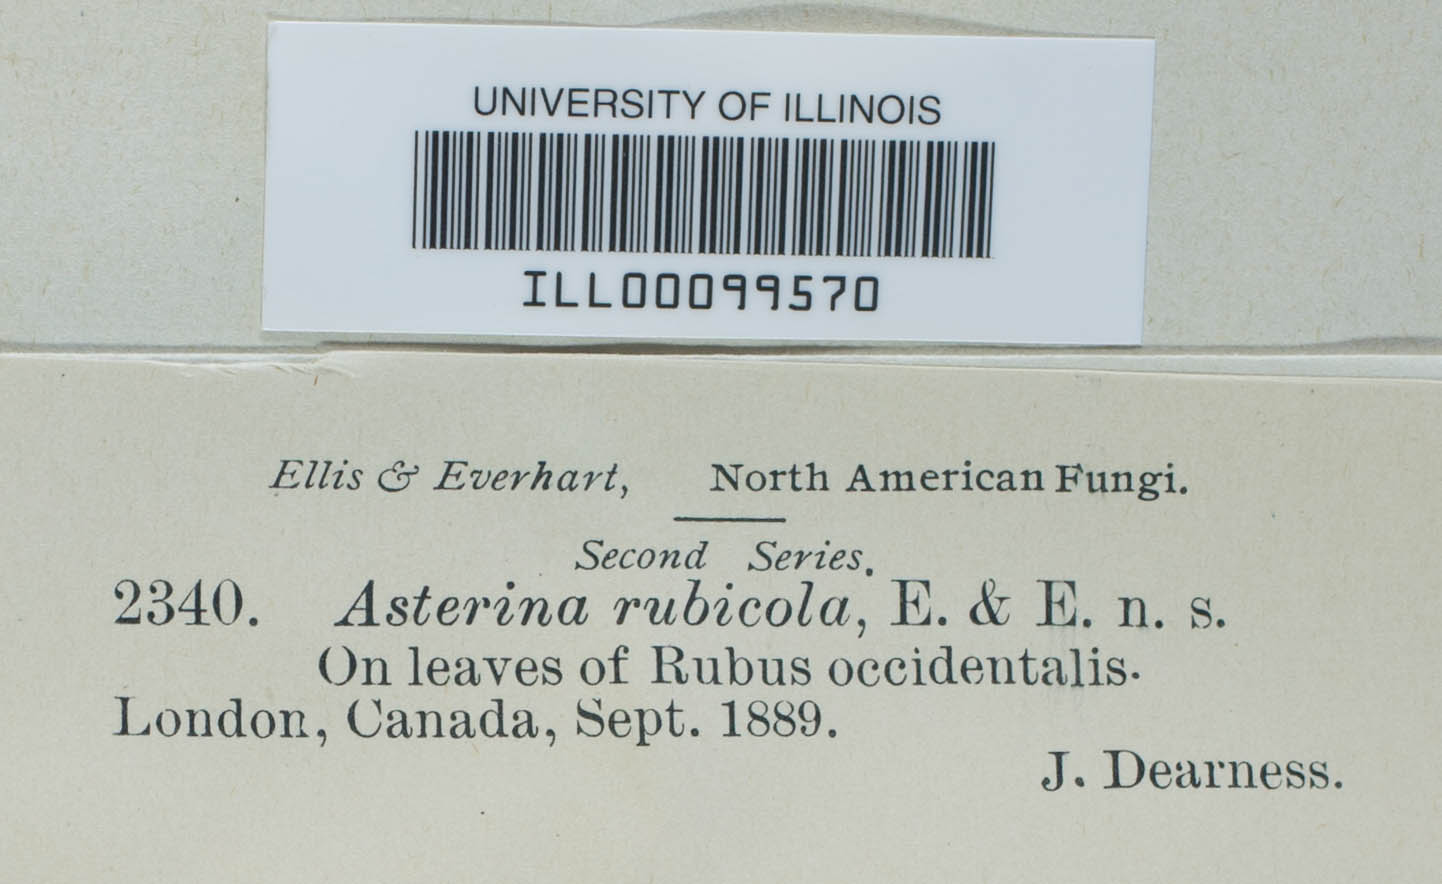 UNIVERSITY OF ILLINOIS
ILL00099570
Ellis & Everhart, North American Fungi.
Second Series.
2340. Asterina rubicola, E. & E. n. s.
On leaves of Rubus occidentalis.
London, Canada, Sept. 1889.
J. Dearness.